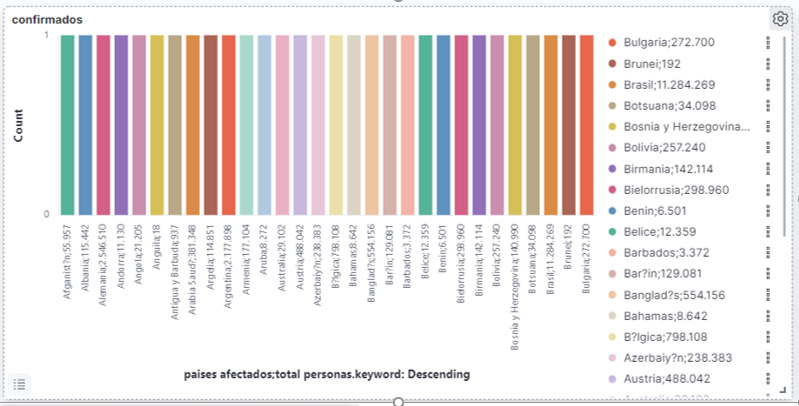 confirmados
1
0
Count
Afganist?n;55.957
Albania;115.442
Alemania;2.546.510
Andorra;11.130
Angola;21.205
Anguila;18
Antigua y Barbuda;937
Arabia Saud?;381.348
Argelia;114.851
Argentina;2.177.898
Armenia;177.104
Aruba;8.272
Australia;29.102
Austria;488.042
Azerbaiy?n;238.383
B?lgica;798.108
Bahamas;8.642
Banglad?s;554.156
Bar?in;129.081
Barbados;3.372
Belice;12.359
Benin;6.501
Bielorrusia;298.960
Birmania;142.114
Bolivia;257.240
Bosnia y Herzegovina;140.990
Botsuana;34.098
Brasil;11.284.269
Brunei;192
Bulgaria;272.700
paises afectados;total personas.keyword: Descending
Bulgaria;272.700
Brunei;192
Brasil;11.284.269
Botsuana;34.098
Bosnia y Herzegovina...
Bolivia;257.240
Birmania;142.114
Bielorrusia;298.960
Benin;6.501
Belice;12.359
Barbados;3.372
Bar?in;129.081
Banglad?s;554.156
Bahamas;8.642
B?lgica;798.108
Azerbaiy?n;238.383
Austria;488.042
Australia;29.102